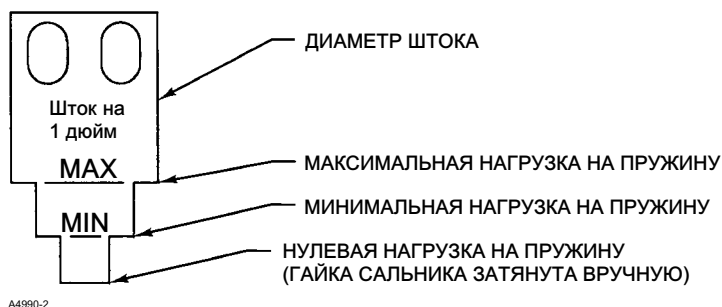 ДИАМЕТР ШТОКА
Шток на
1 дюйм
MAX
МАКСИМАЛЬНАЯ НАГРУЗКА НА ПРУЖИНУ
MIN
МИНИМАЛЬНАЯ НАГРУЗКА НА ПРУЖИНУ
НУЛЕВАЯ НАГРУЗКА НА ПРУЖИНУ
(ГАЙКА САЛЬНИКА ЗАТЯНУТА ВРУЧНУЮ)
A4990-2